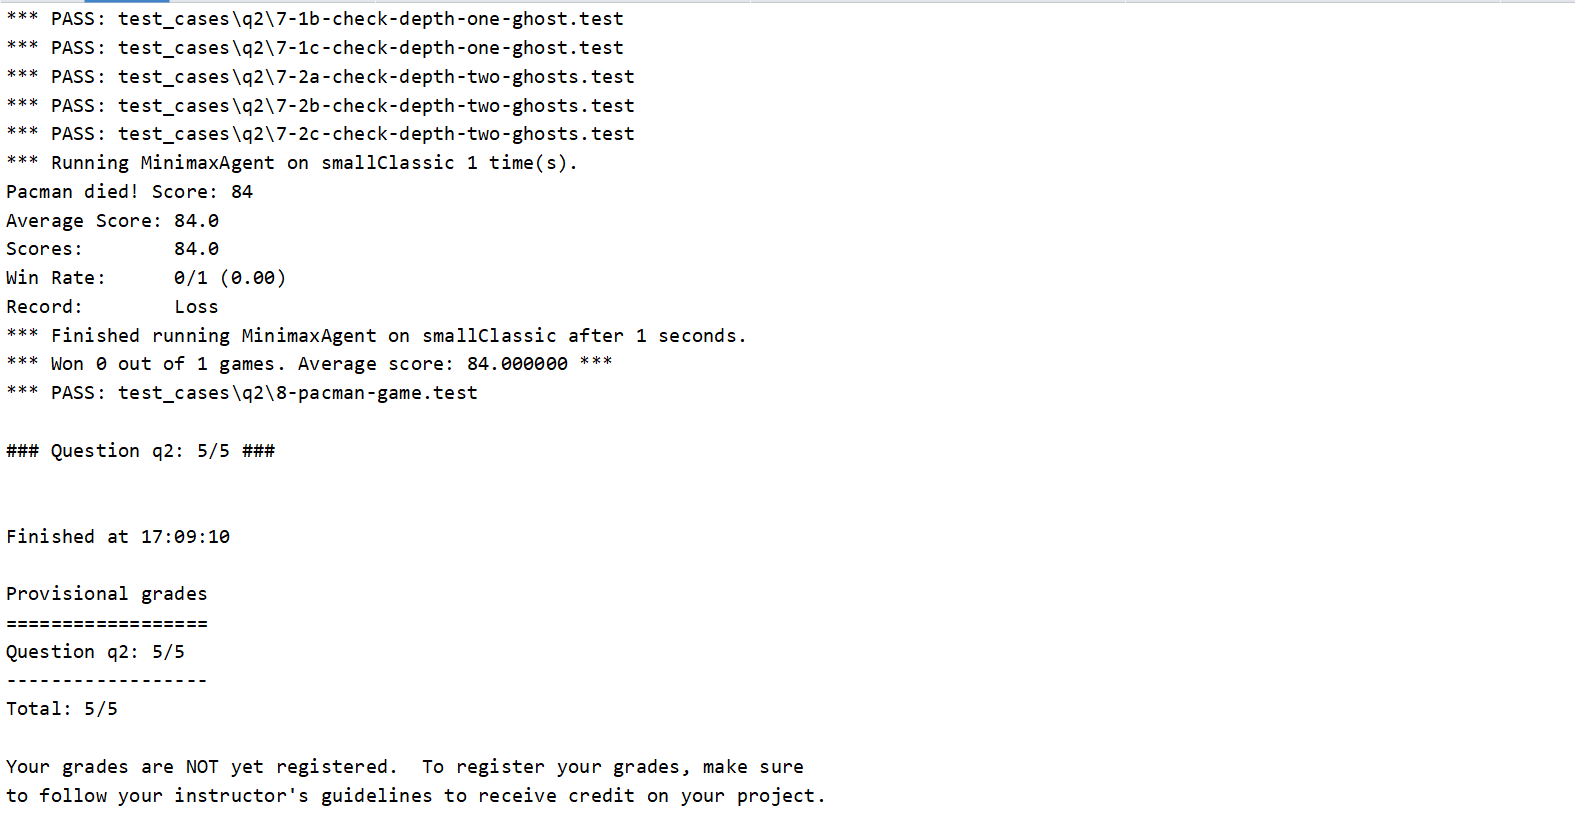 *** PASS: test_cases\q2\7-1b-check-depth-one-ghost.test
*** PASS: test_cases\q2\7-1c-check-depth-one-ghost.test
*** PASS: test_cases\q2\7-2a-check-depth-two-ghosts.test
*** PASS: test_cases\q2\7-2b-check-depth-two-ghosts.test
*** PASS: test_cases\q2\7-2c-check-depth-two-ghosts.test
*** Running MinimaxAgent on smallClassic 1 time(s).
Pacman died! Score: 84
Average Score: 84.0
Scores:        84.0
Win Rate:      0/1 (0.00)
Record:        Loss
*** Finished running MinimaxAgent on smallClassic after 1 seconds.
*** Won 0 out of 1 games. Average score: 84.000000 ***
*** PASS: test_cases\q2\8-pacman-game.test

### Question q2: 5/5 ###


Finished at 17:09:10

Provisional grades
==================
Question q2: 5/5
------------------
Total: 5/5

Your grades are NOT yet registered.  To register your grades, make sure
to follow your instructor's guidelines to receive credit on your project.